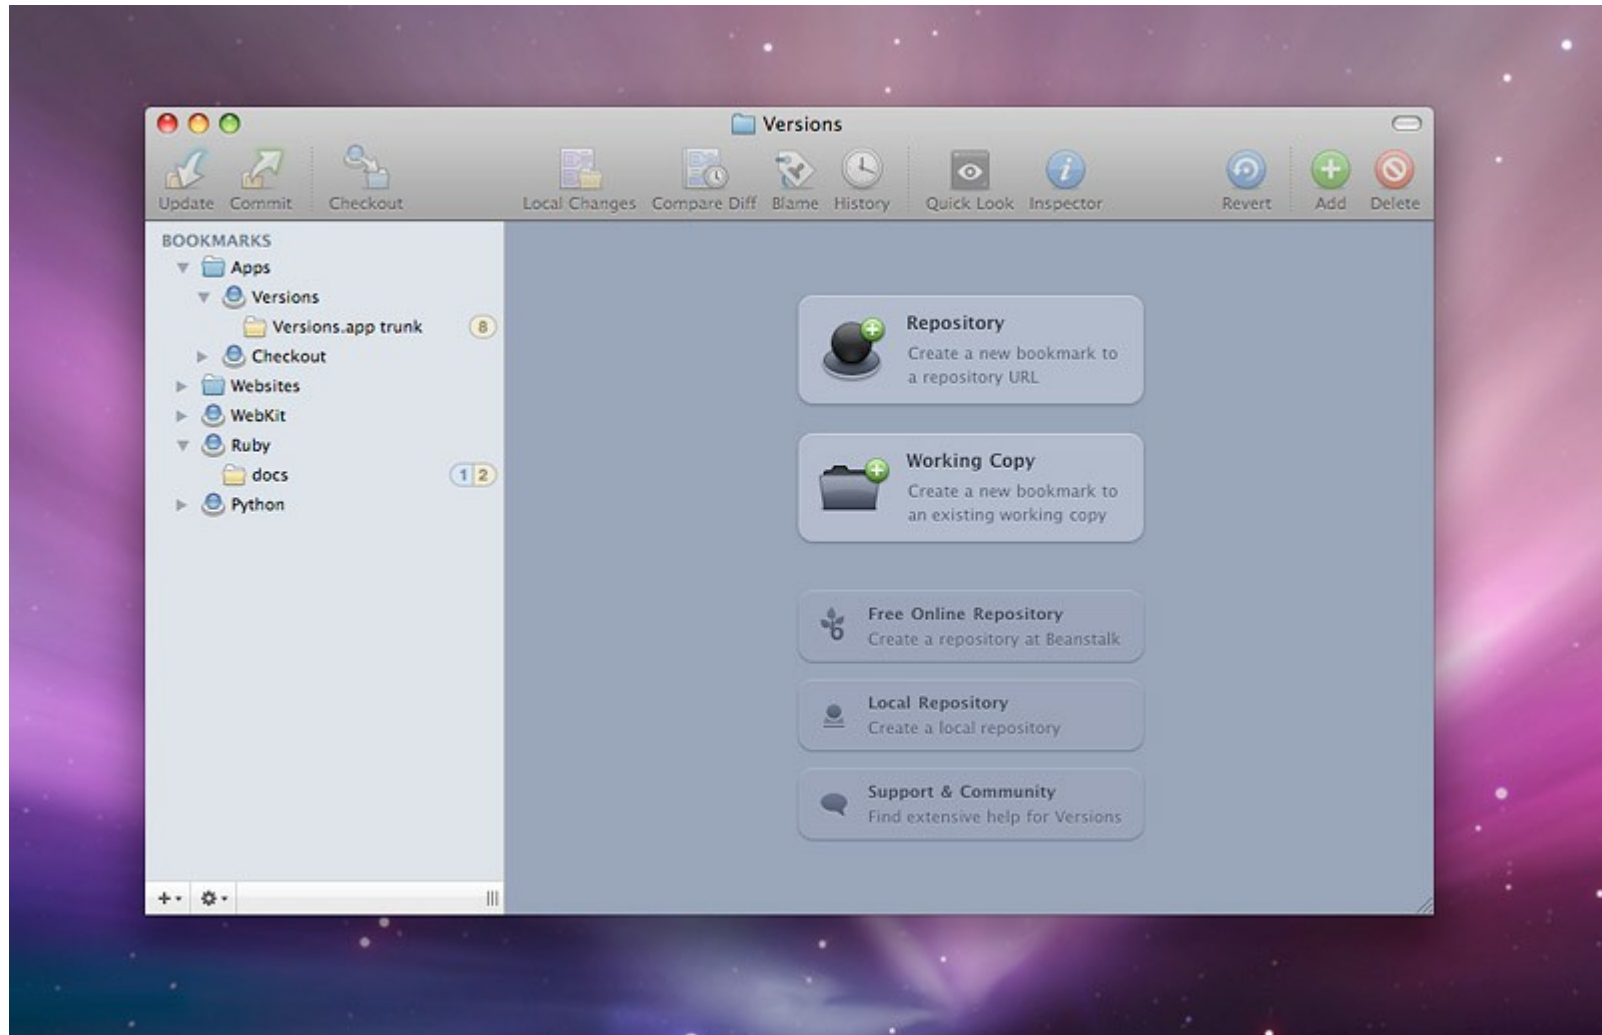 Versions
Update Commit Checkout Local Changes Compare Diff Blame History Quick Look Inspector Revert Add Delete
BOOKMARKS
Apps
Versions
Versions.app trunk 8
Checkout
Websites
WebKit
Ruby
docs 1 2
Python
Repository
Create a new bookmark to
a repository URL
Working Copy
Create a new bookmark to
an existing working copy
Free Online Repository
Create a repository at Beanstalk
Local Repository
Create a local repository
Support & Community
Find extensive help for Versions